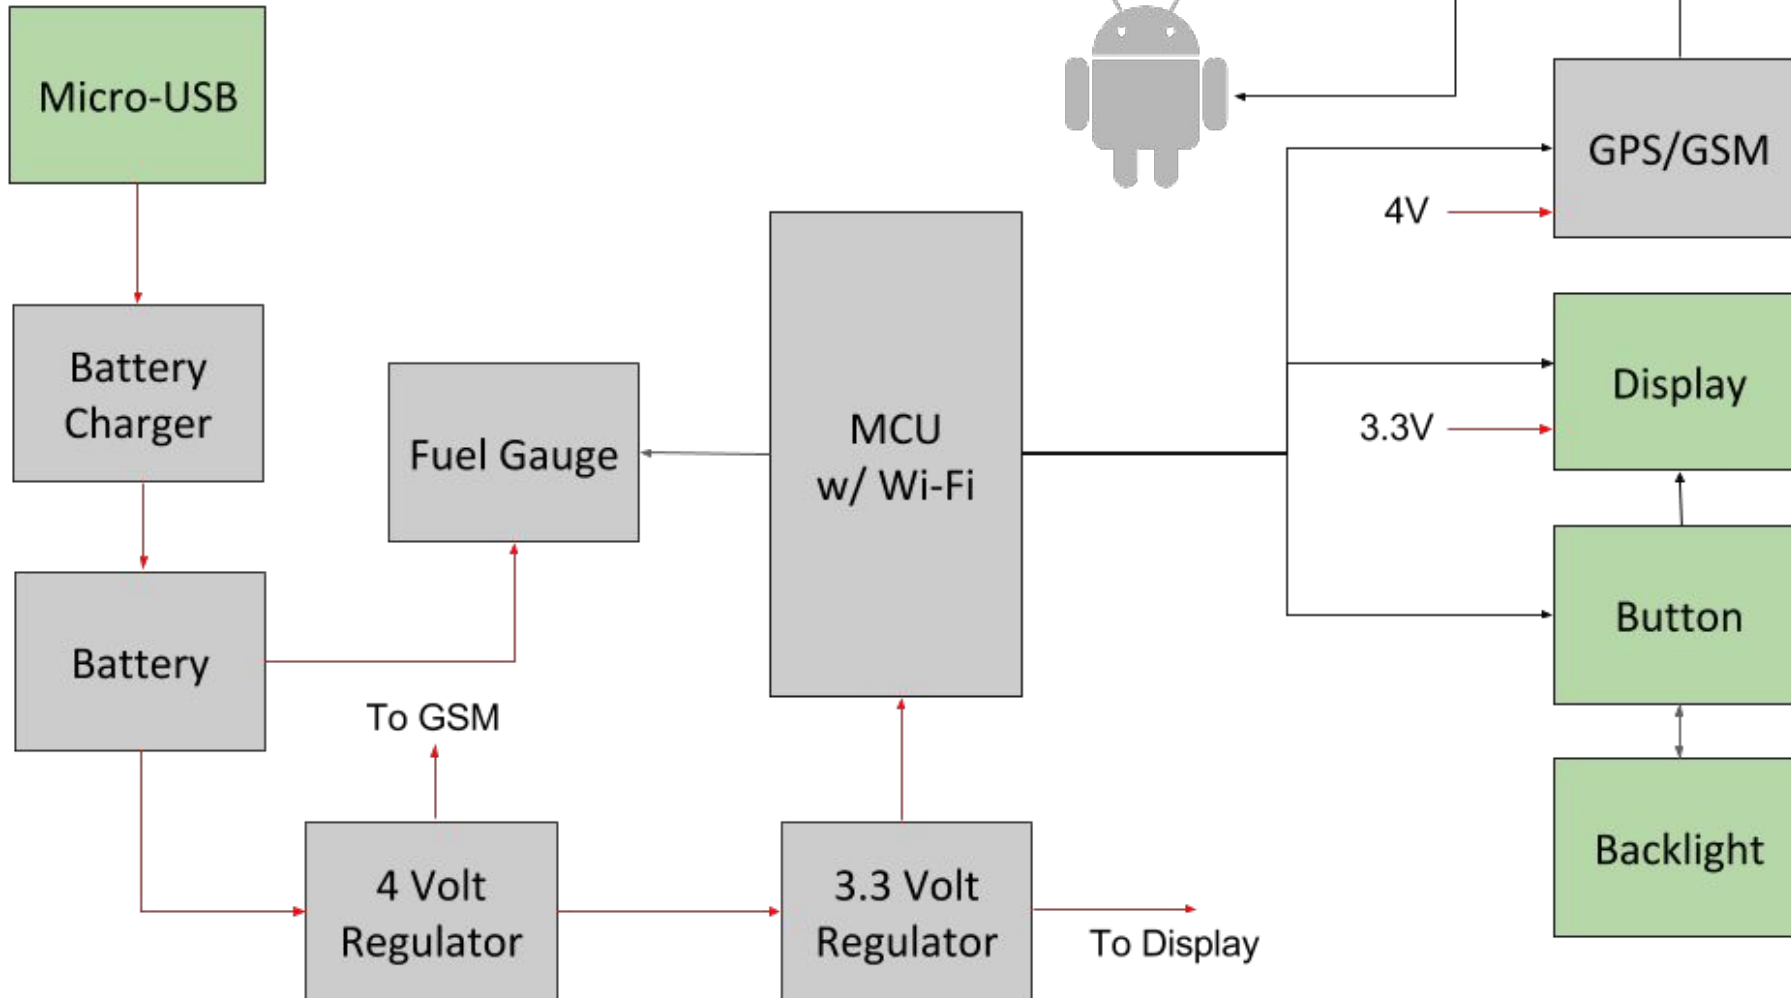 Micro-USB
GPS/GSM
4V
Battery
Charger
Fuel Gauge
MCU
w/ Wi-Fi
Display
3.3V
Battery
To GSM
Button
4 Volt
Regulator
3.3 Volt
Regulator
To Display
Backlight